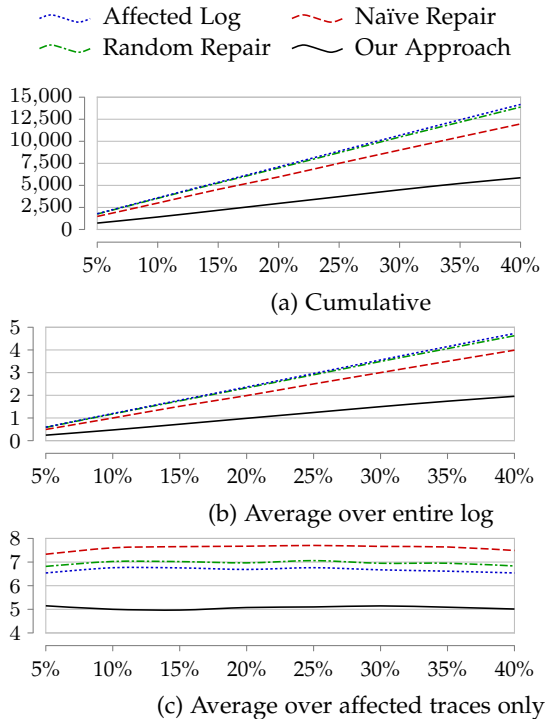 Affected Log Naïve Repair
Random Repair Our Approach
15,000
12,500
10,000
7,500
5,000
2,500
0
5% 10% 15% 20% 25% 30% 35% 40%
(a) Cumulative
5
4
3
2
1
0
5% 10% 15% 20% 25% 30% 35% 40%
(b) Average over entire log
8
7
6
5
4
5% 10% 15% 20% 25% 30% 35% 40%
(c) Average over affected traces only